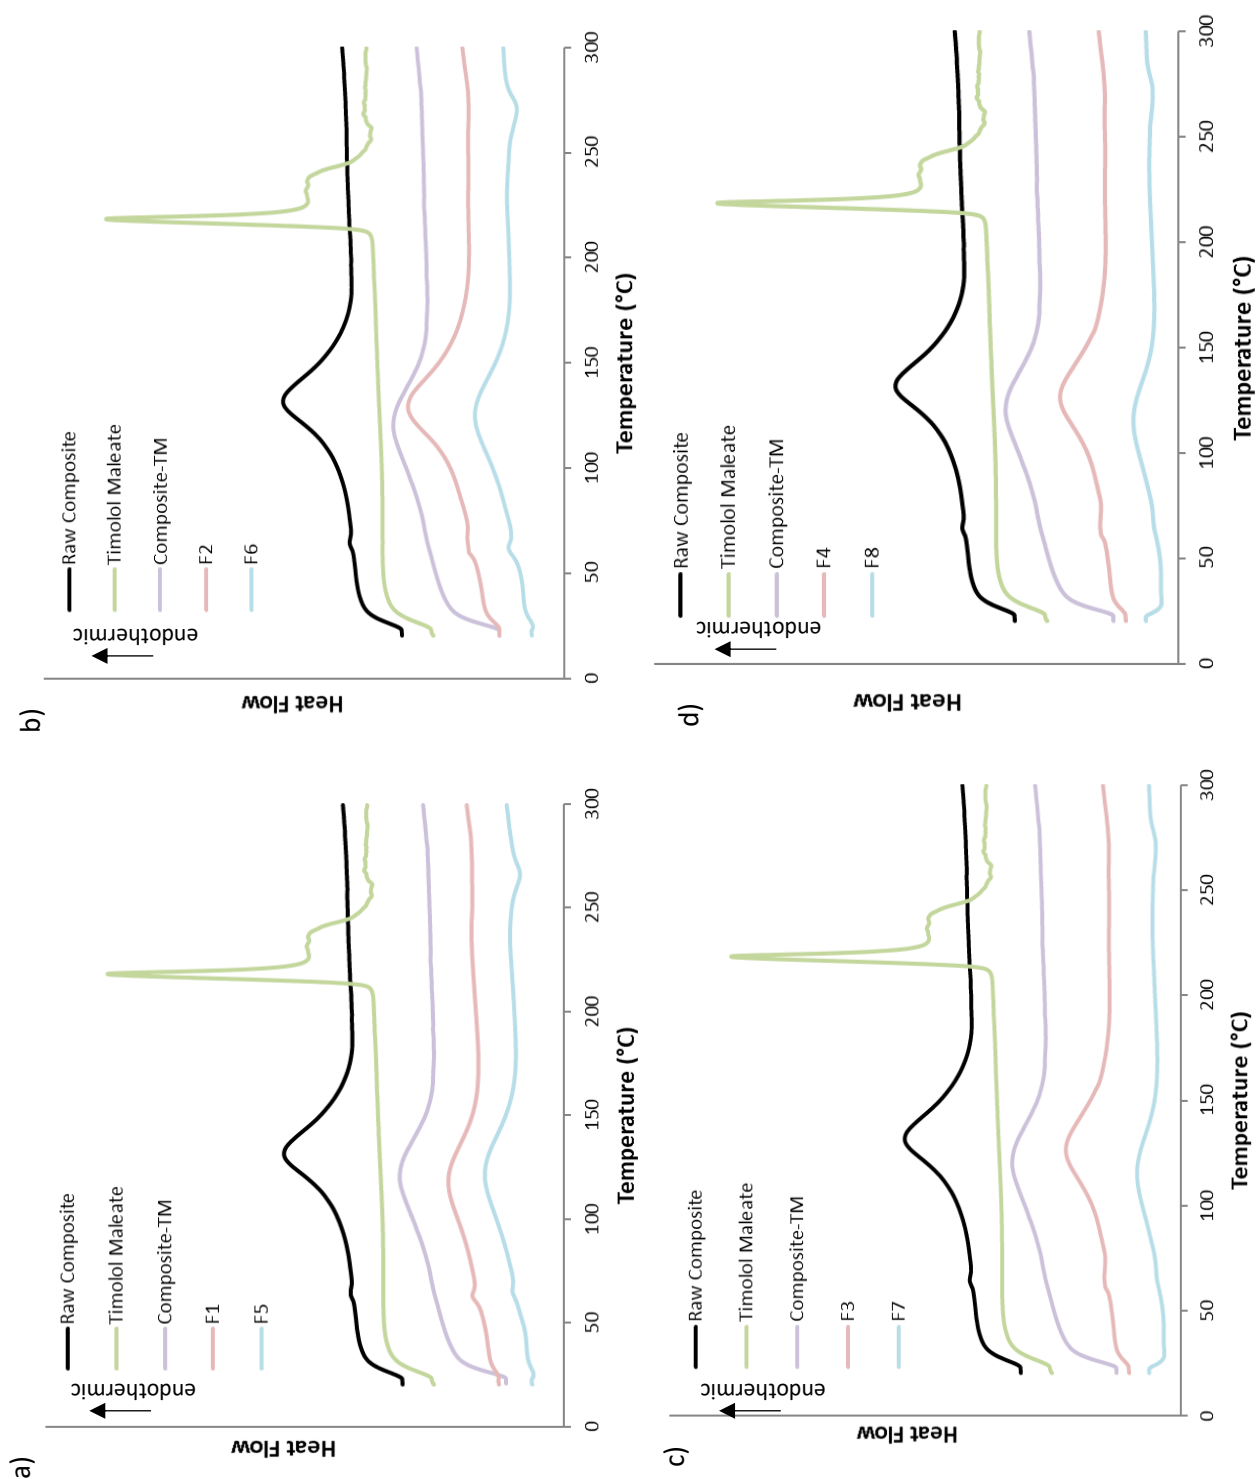 a)
Heat Flow
endothermic
Raw Composite
Timolol Maleate
Composite-TM
F1
F5
0
50
100
150
200
250
300
Temperature (°C)
b)
Heat Flow
endothermic
Raw Composite
Timolol Maleate
Composite-TM
F2
F6
0
50
100
150
200
250
300
Temperature (°C)
c)
Heat Flow
endothermic
Raw Composite
Timolol Maleate
Composite-TM
F3
F7
0
50
100
150
200
250
300
Temperature (°C)
d)
Heat Flow
endothermic
Raw Composite
Timolol Maleate
Composite-TM
F4
F8
0
50
100
150
200
250
300
Temperature (°C)